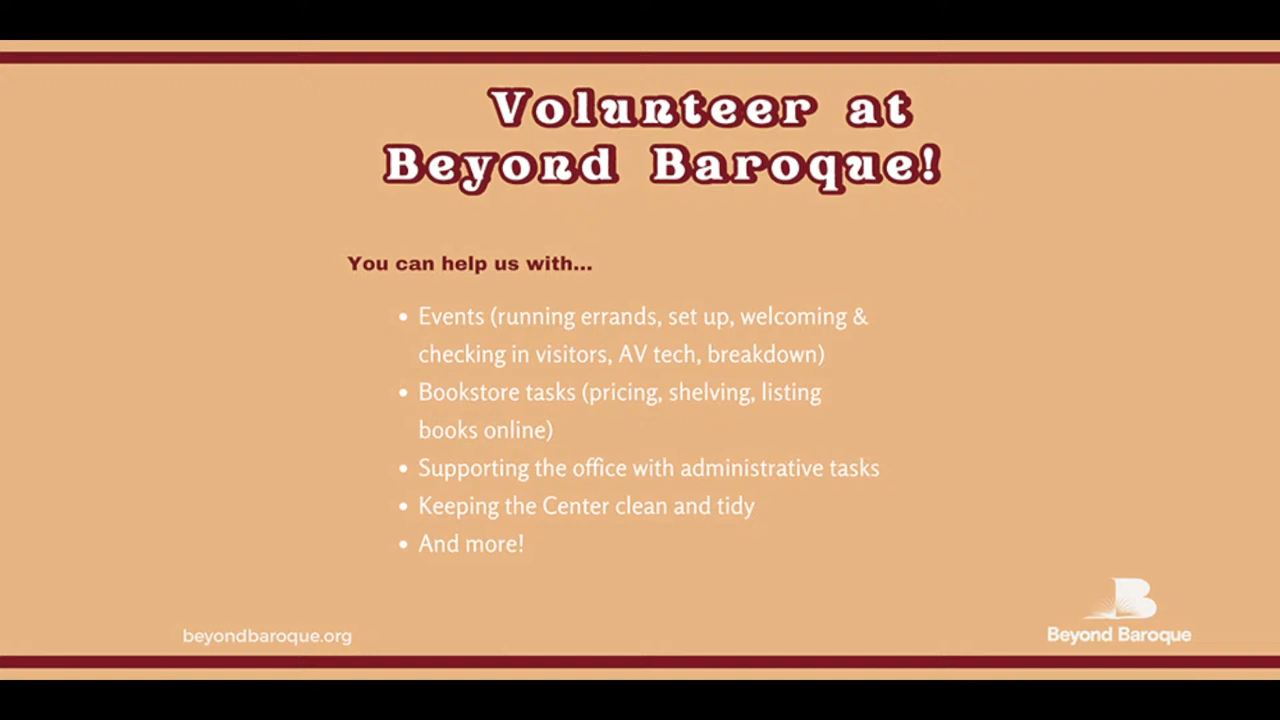 Volunteer at
Beyond Baroque!
You can help us with...
• Events (running errands, set up, welcoming &
checking in visitors, AV tech, breakdown)
• Bookstore tasks (pricing, shelving, listing
books online)
• Supporting the office with administrative tasks
• Keeping the Center clean and tidy
• And more!
beyondbaroque.org
B
Beyond Baroque